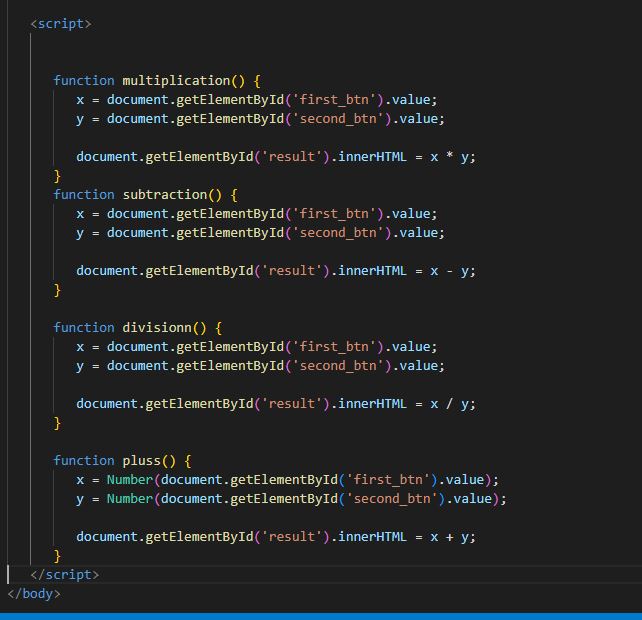 <script>
function multiplication() {
x = document.getElementById('first_btn').value;
y = document.getElementById('second_btn').value;
document.getElementById('result').innerHTML = x * y;
}
function subtraction() {
x = document.getElementById('first_btn').value;
y = document.getElementById('second_btn').value;
document.getElementById('result').innerHTML = x - y;
}
function divisionn() {
x = document.getElementById('first_btn').value;
y = document.getElementById('second_btn').value;
document.getElementById('result').innerHTML = x / y;
}
function pluss() {
x = Number(document.getElementById('first_btn').value);
y = Number(document.getElementById('second_btn').value);
document.getElementById('result').innerHTML = x + y;
}
</script>
</body>